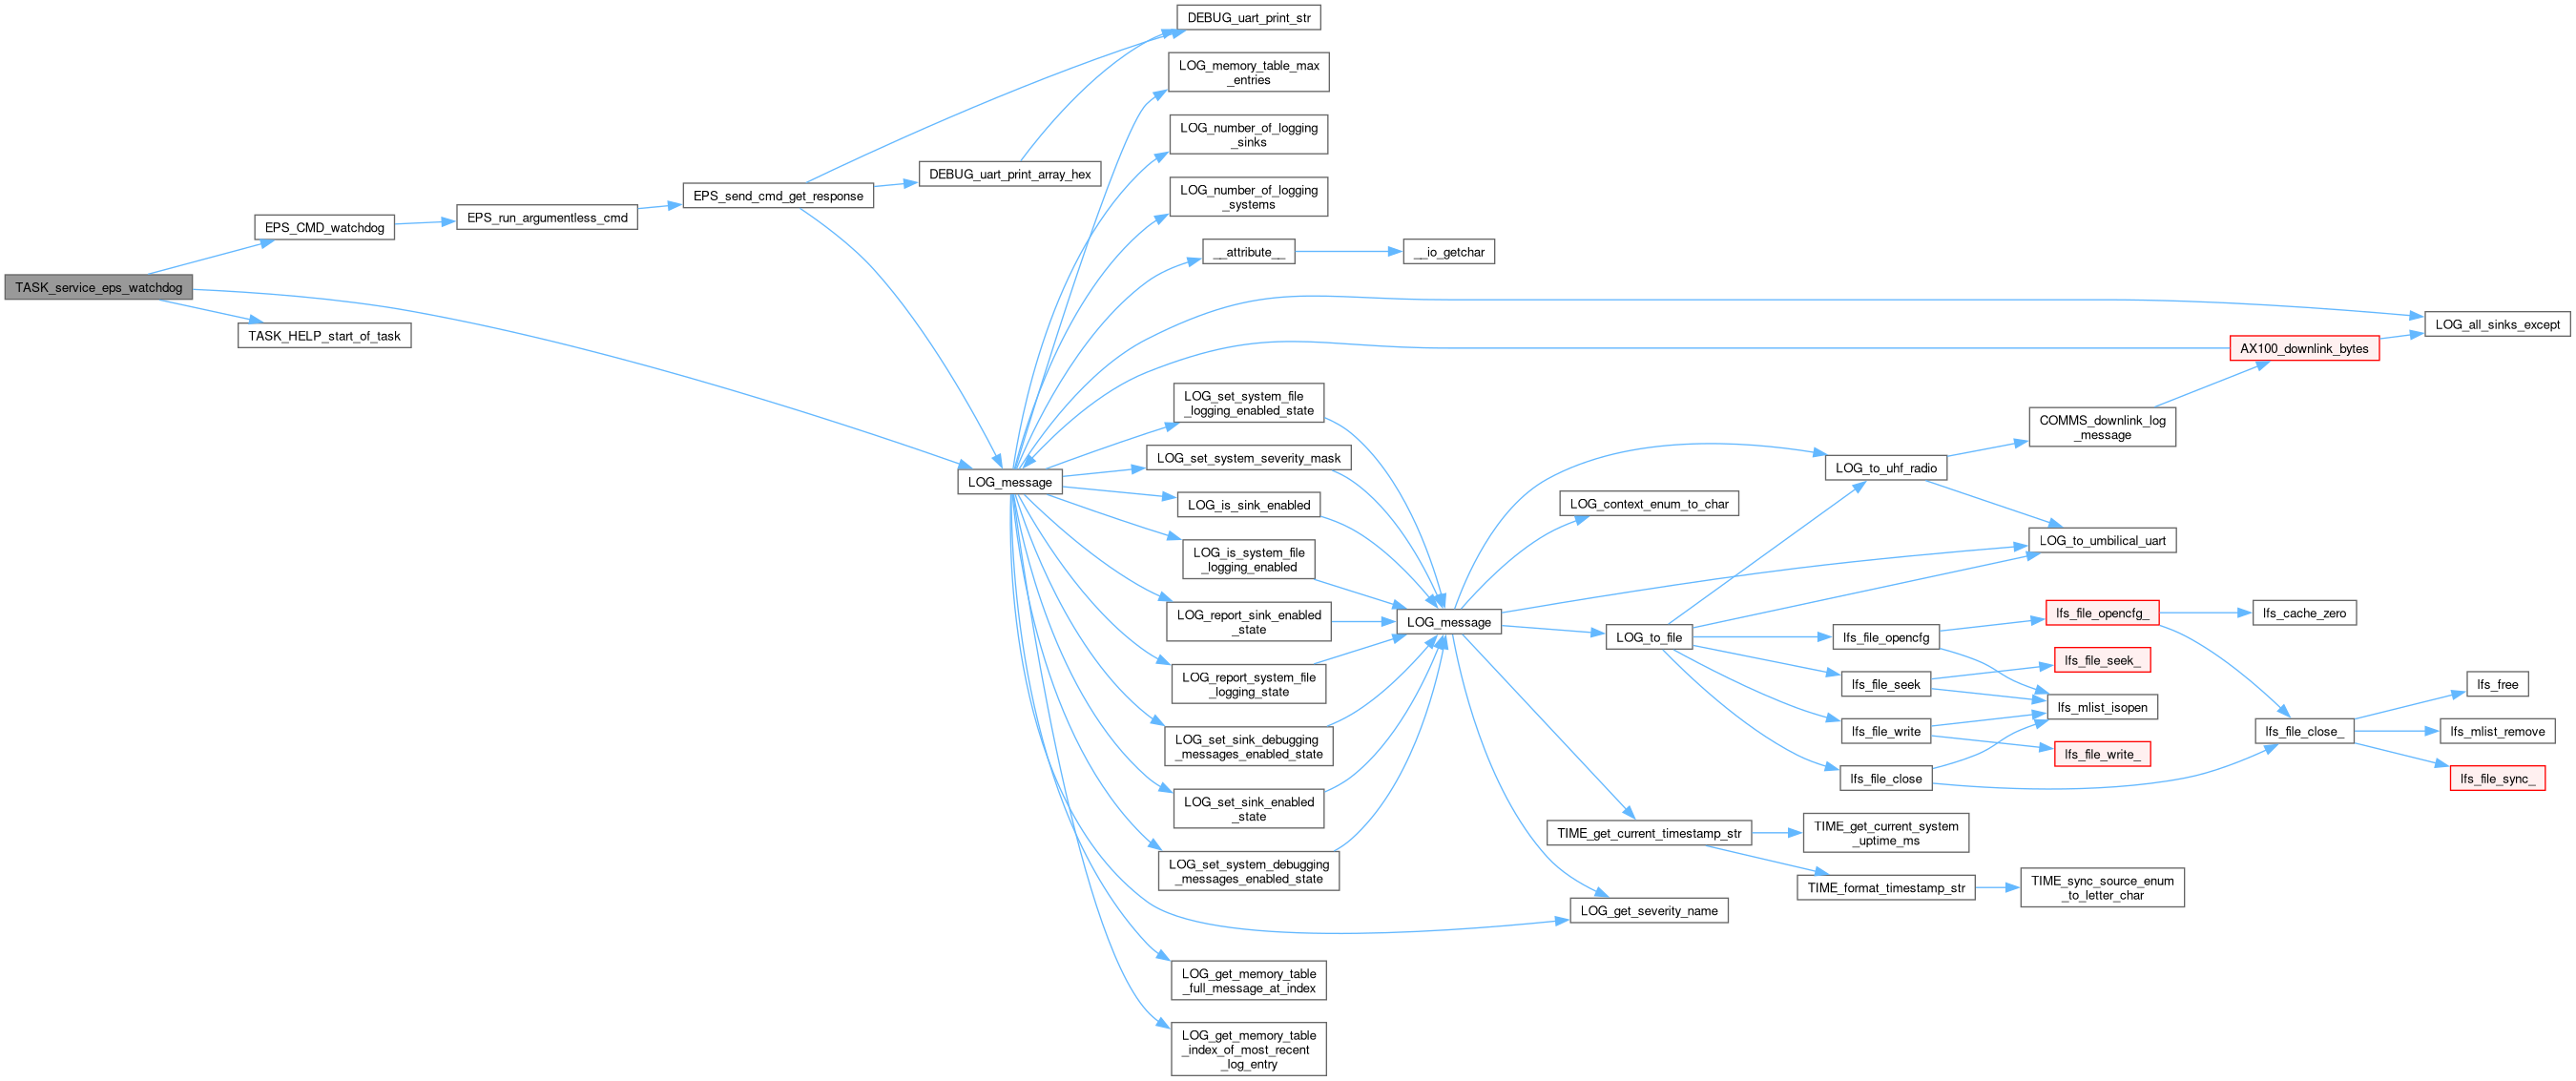 DEBUG_uart_print_str
LOG_memory_table_max
_entries
LOG_number_of_logging
_sinks
DEBUG_uart_print_array_hex
EPS_send_cmd_get_response
LOG_number_of_logging
_systems
EPS_run_argumentless_cmd
EPS_CMD_watchdog
__attribute__
__io_getchar
TASK_service_eps_watchdog
TASK_HELP_start_of_task
LOG_all_sinks_except
AX100_downlink_bytes
LOG_set_system_file
_logging_enabled_state
COMMS_downlink_log
_message
LOG_set_system_severity_mask
LOG_to_uhf_radio
LOG_message
LOG_is_sink_enabled
LOG_context_enum_to_char
LOG_to_umbilical_uart
LOG_is_system_file
_logging_enabled
LOG_report_sink_enabled
_state
LOG_message
LOG_to_file
lfs_file_opencfg
lfs_file_opencfg_
lfs_cache_zero
lfs_file_seek_
LOG_report_system_file
_logging_state
lfs_file_seek
lfs_mlist_isopen
lfs_free
LOG_set_sink_debugging
_messages_enabled_state
lfs_file_write
lfs_file_close_
lfs_mlist_remove
lfs_file_write_
lfs_file_close
lfs_file_sync_
LOG_set_sink_enabled
_state
TIME_get_current_timestamp_str
TIME_get_current_system
_uptime_ms
LOG_set_system_debugging
_messages_enabled_state
TIME_format_timestamp_str
TIME_sync_source_enum
_to_letter_char
LOG_get_severity_name
LOG_get_memory_table
_full_message_at_index
LOG_get_memory_table
_index_of_most_recent
_log_entry